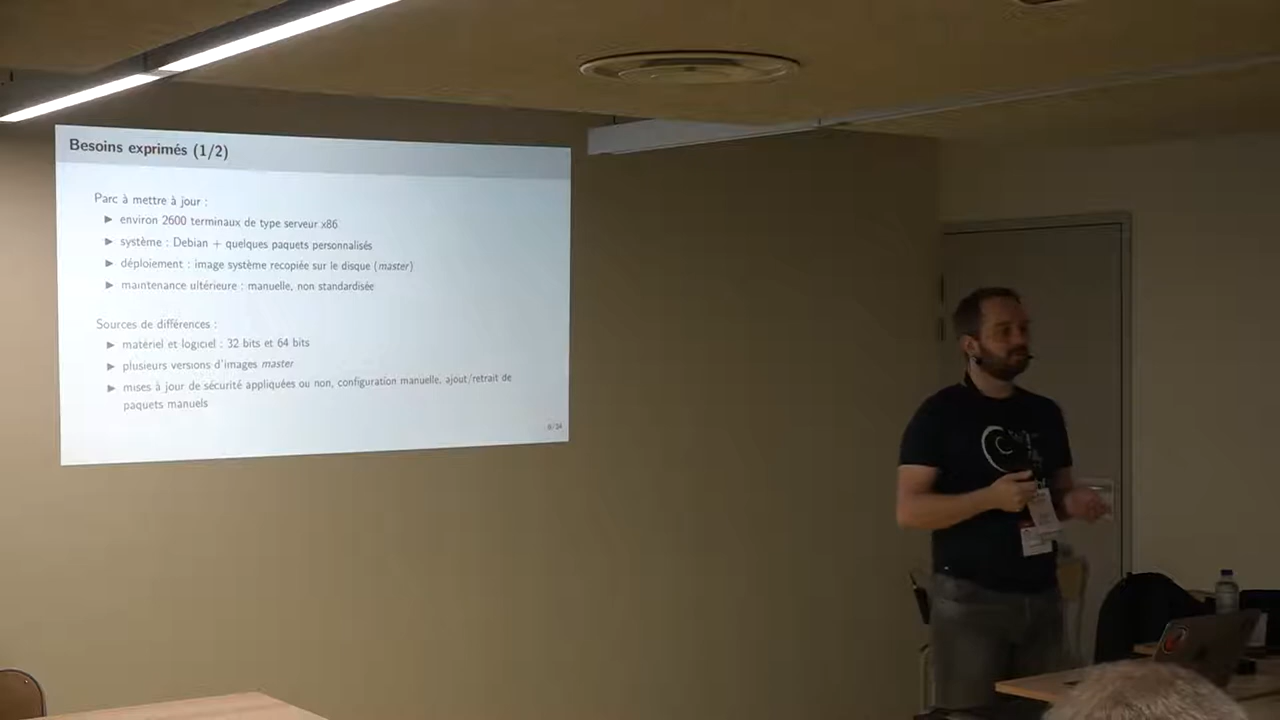 Besoins exprimés (1/2)
Parc à mettre à jour :
▶ environ 2600 terminaux de type serveur x86
▶ système : Debian + quelques paquets personnalisés
▶ déploiement : image système recopiée sur le disque (master)
▶ maintenance ultérieure : manuelle, non standardisée
Sources de différences :
▶ matériel et logiciel : 32 bits et 64 bits
▶ plusieurs versions d'images master
▶ mises à jour de sécurité appliquées ou non, configuration manuelle, ajout/retrait de
paquets manuels